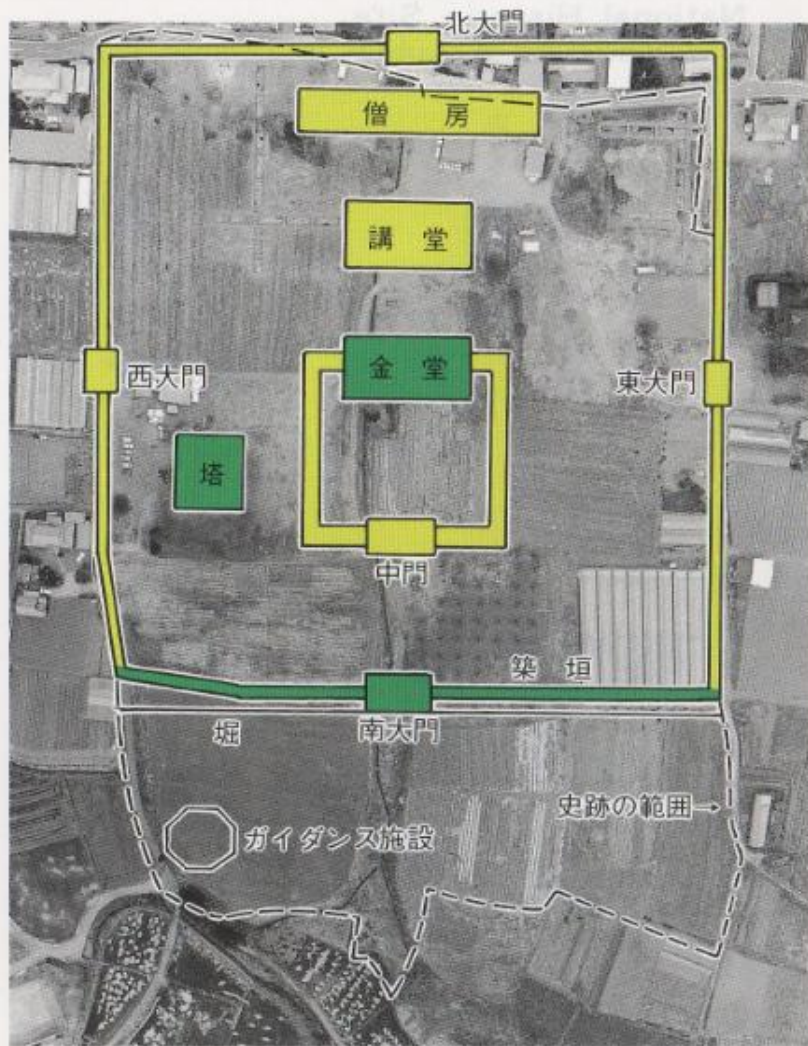 北大門
僧房
講堂
金堂
西大門
東大門
塔
中門
築垣
堀
南大門
史跡の範囲→
ガイダンス施設